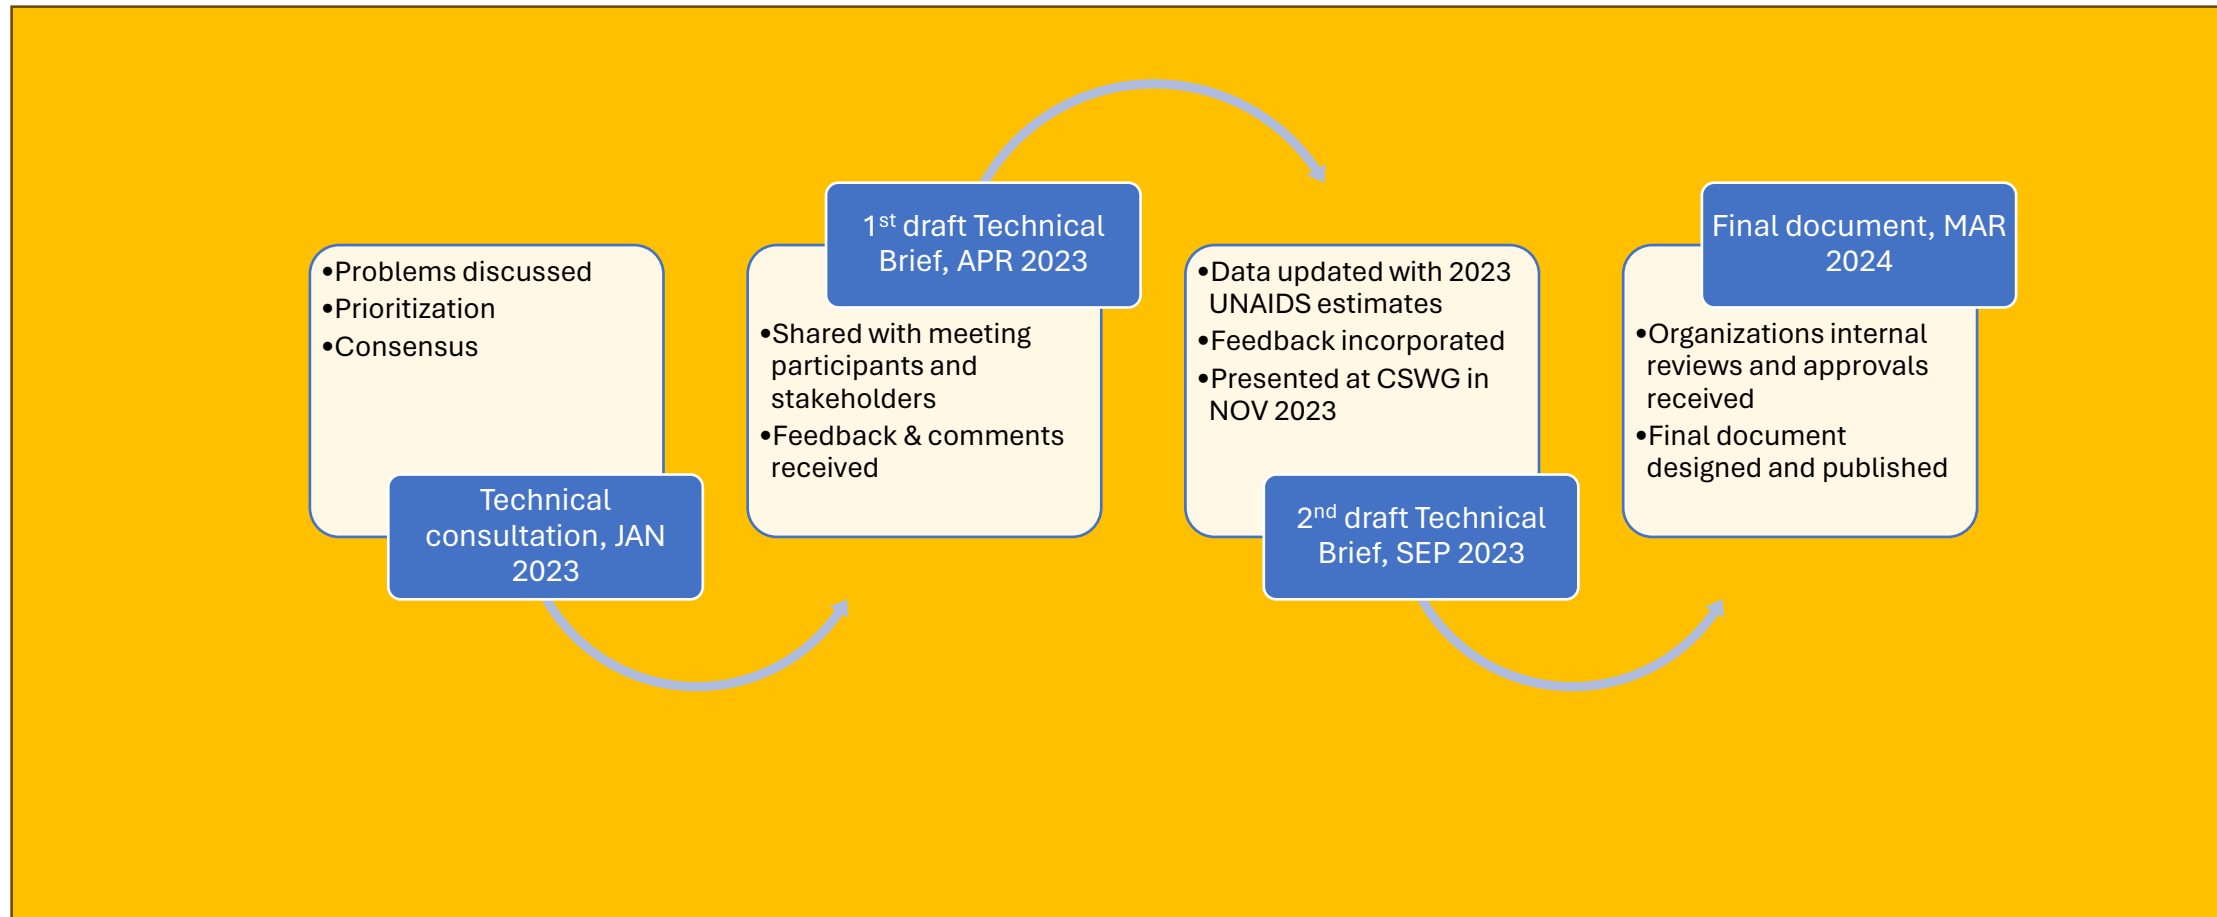 •Problems discussed
•Prioritization
•Consensus
Technical
consultation, JAN
2023
1st draft Technical
Brief, APR 2023
•Shared with meeting
participants and
stakeholders
•Feedback & comments
received
•Data updated with 2023
UNAIDS estimates
•Feedback incorporated
•Presented at CSWG in
NOV 2023
2nd draft Technical
Brief, SEP 2023
Final document, MAR
2024
•Organizations internal
reviews and approvals
received
•Final document
designed and published